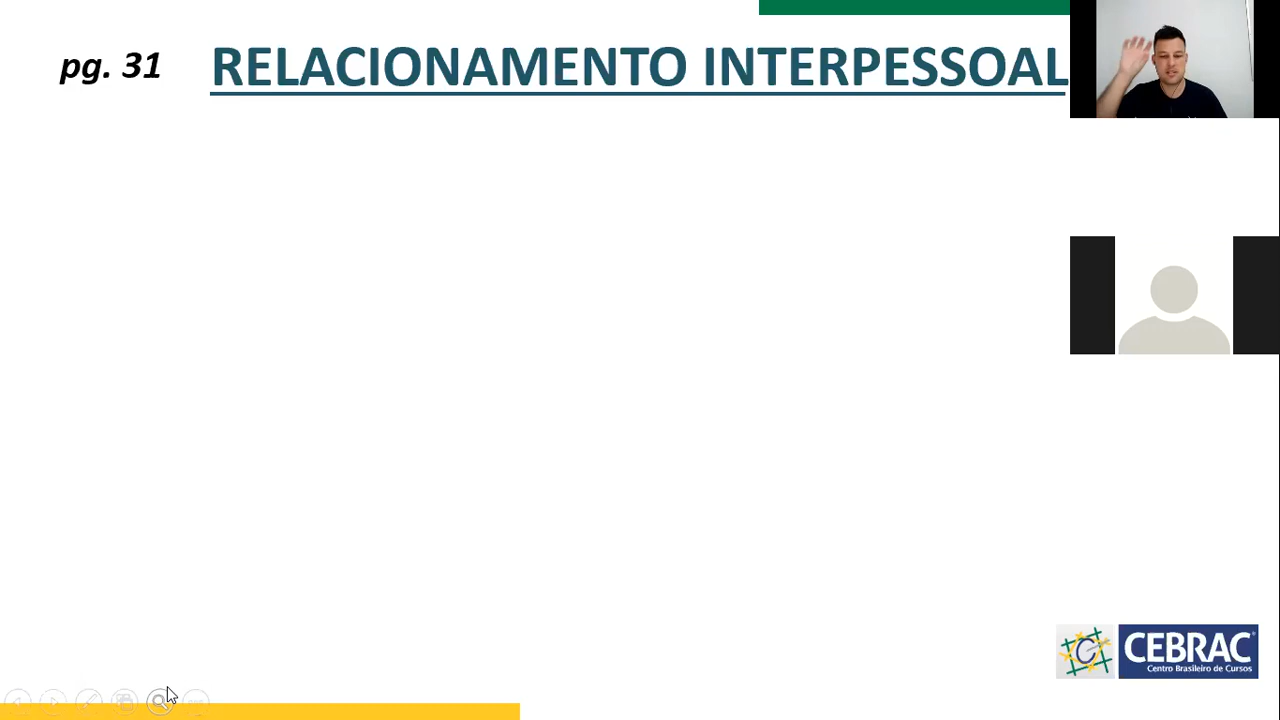 pg. 31
RELACIONAMENTO INTERPESSOAL
CEBRAC
Centro Brasileiro de Cursos